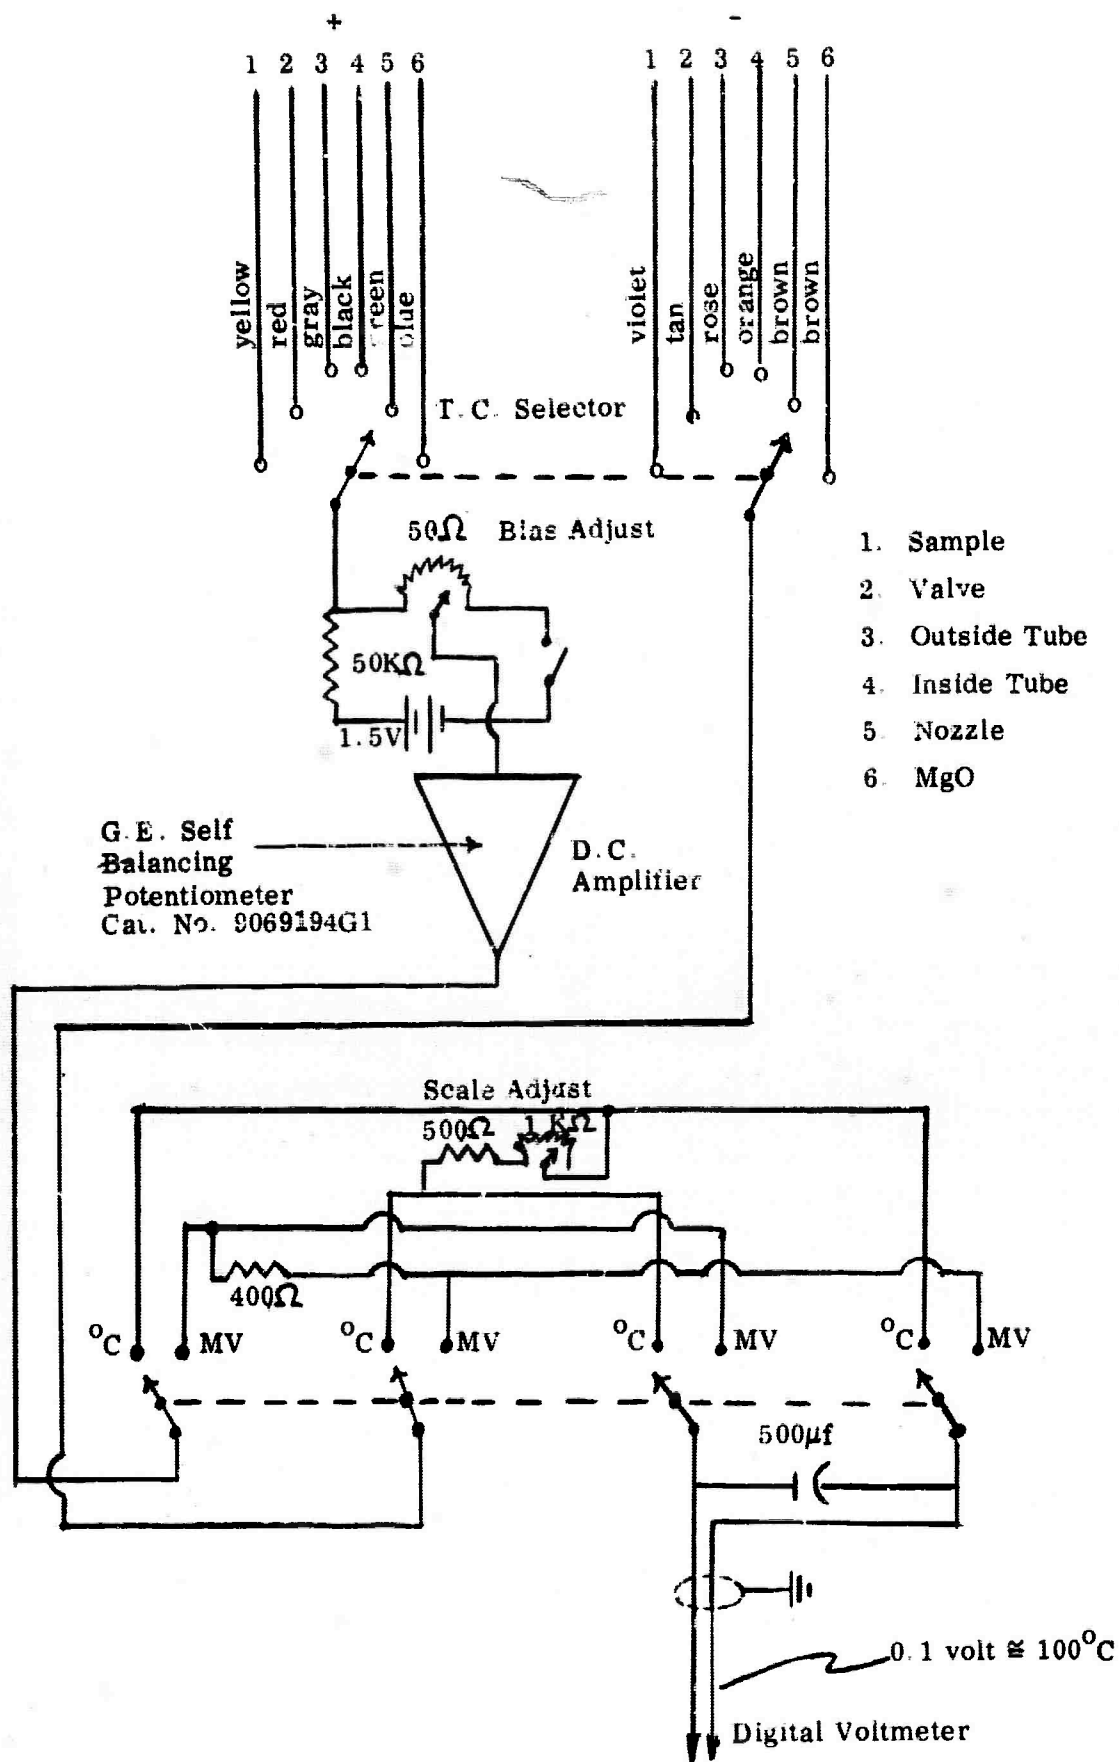 +
-
1 2 3 4 5 6
1 2 3 4 5 6
yellow
red
gray
black
violet
tan
rose
orange
brown
brown
T.C. Selector
50Ω Bias Adjust
50KΩ
1.5V
1. Sample
2. Valve
3. Outside Tube
4. Inside Tube
5. Nozzle
6. MgO
G.E. Self
Balancing
Potentiometer
Cat. No. 9069194G1
D.C.
Amplifier
Scale Adjust
500Ω 1 KΩ
400Ω
°C MV
°C MV
°C MV
°C MV
500μf
0.1 volt ≅ 100°C
Digital Voltmeter